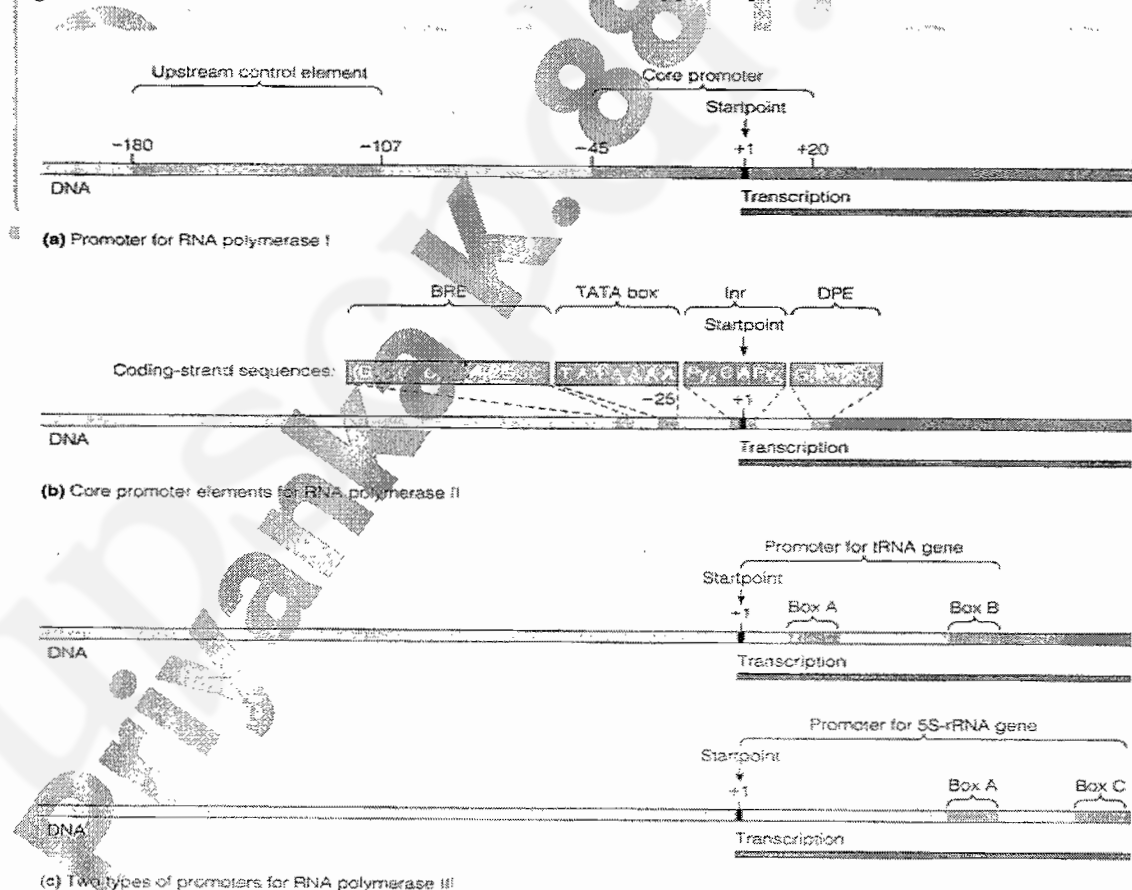 Upstream control element
Core promoter
Startpoint
−180 −107 −45 +1 +20
DNA
Transcription
(a) Promoter for RNA polymerase I
BRE TATA box Inr DPE
Startpoint
Coding-strand sequences:
−25 +1
DNA
Transcription
(b) Core promoter elements for RNA polymerase II
Promoter for tRNA gene
Startpoint
+1 Box A Box B
DNA
Transcription
Promoter for 5S-rRNA gene
Startpoint
+1 Box A Box C
DNA
Transcription
(c) Two types of promoters for RNA polymerase III